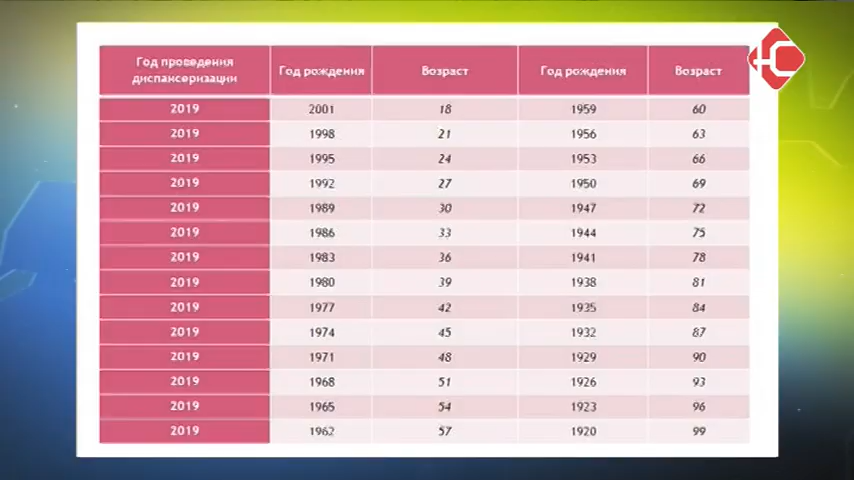 Год проведения диспансеризации Год рождения Возраст Год рождения Возраст
2019 2001 18 1959 60
2019 1998 21 1956 63
2019 1995 24 1953 66
2019 1992 27 1950 69
2019 1989 30 1947 72
2019 1986 33 1944 75
2019 1983 36 1941 78
2019 1980 39 1938 81
2019 1977 42 1935 84
2019 1974 45 1932 87
2019 1971 48 1929 90
2019 1968 51 1926 93
2019 1965 54 1923 96
2019 1962 57 1920 99